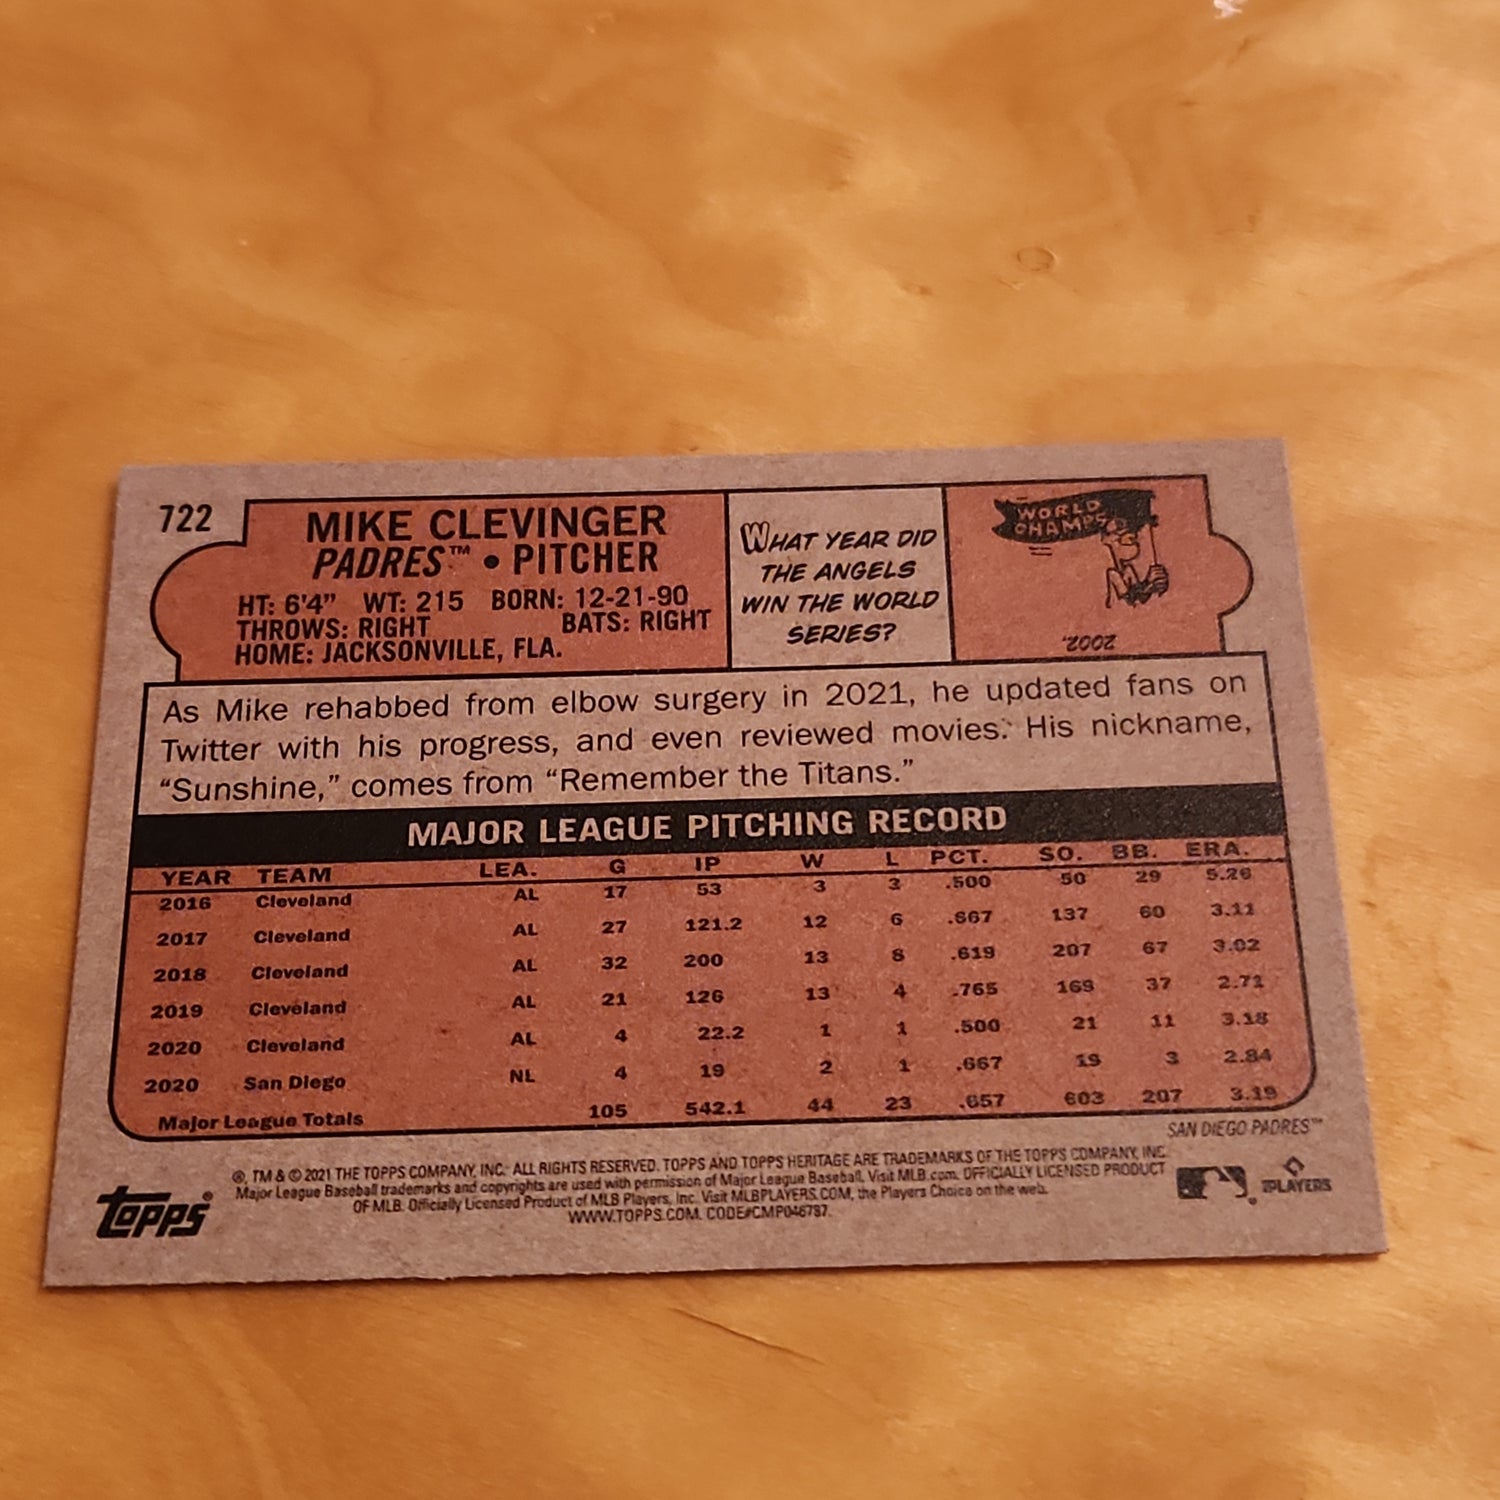 722
MIKE CLEVINGER
PADRES™ • PITCHER
HT: 6'4" WT: 215 BORN: 12-21-90
THROWS: RIGHT BATS: RIGHT
HOME: JACKSONVILLE, FLA.
WHAT YEAR DID
THE ANGELS
WIN THE WORLD
SERIES?
WORLD
CHAMPS
2002.
As Mike rehabbed from elbow surgery in 2021, he updated fans on
Twitter with his progress, and even reviewed movies. His nickname,
“Sunshine,” comes from “Remember the Titans.”
MAJOR LEAGUE PITCHING RECORD
YEAR TEAM LEA. G IP W L PCT. SO. BB. ERA.
2016 Cleveland AL 17 53 3 3 .500 50 29 5.26
2017 Cleveland AL 27 121.2 12 6 .667 137 60 3.11
2018 Cleveland AL 32 200 13 8 .619 207 67 3.02
2019 Cleveland AL 21 126 13 4 .765 169 37 2.71
2020 Cleveland AL 4 22.2 1 1 .500 21 11 3.18
2020 San Diego NL 4 19 2 1 .667 19 3 2.84
Major League Totals 105 542.1 44 23 .657 603 207 3.19
SAN DIEGO PADRES™
®, TM & © 2021 THE TOPPS COMPANY, INC. ALL RIGHTS RESERVED. TOPPS AND TOPPS HERITAGE ARE TRADEMARKS OF THE TOPPS COMPANY, INC.
Major League Baseball trademarks and copyrights are used with permission of Major League Baseball. Visit MLB.com. OFFICIALLY LICENSED PRODUCT
OF MLB. Officially Licensed Product of MLB Players, Inc. Visit MLBPLAYERS.COM, the Players Choice on the web.
WWW.TOPPS.COM. CODE#CMP046787.
topps®
PLAYERS